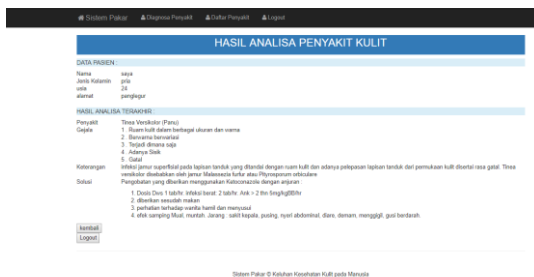 Sistem Pakar Diagnosa Penyakit Daftar Penyakit Logout
HASIL ANALISA PENYAKIT KULIT
DATA PASIEN :
Nama saya
Jenis Kelamin pria
usia 24
alamat panglegur
HASIL ANALISA TERAKHIR :
Penyakit Tinea Versikolor (Panu)
Gejala 1. Ruam kulit dalam berbagai ukuran dan warna
2. Berwarna bervariasi
3. Terjadi dimana saja
4. Adanya Sisik
5. Gatal
Keterangan Infeksi jamur superfisial pada lapisan tanduk yang ditandai dengan ruam kulit dan adanya pelepasan lapisan tanduk dari permukaan kulit disertai rasa gatal. Tinea
versikolor disebabkan oleh jamur Malassezia furfur atau Pityrosporum orbiculare
Solusi Pengobatan yang diberikan menggunakan Ketoconazole dengan anjuran :
1. Dosis Dws 1 tab/hr. Infeksi berat: 2 tab/hr. Ank > 2 thn 5mg/kgBB/hr
2. diberikan sesudah makan
3. perhatian terhadap wanita hamil dan menyusui
4. efek samping Mual, muntah. Jarang : sakit kepala, pusing, nyeri abdominal, diare, demam, menggigil, gusi berdarah.
kembali
Logout
Sistem Pakar © Keluhan Kesehatan Kulit pada Manusia